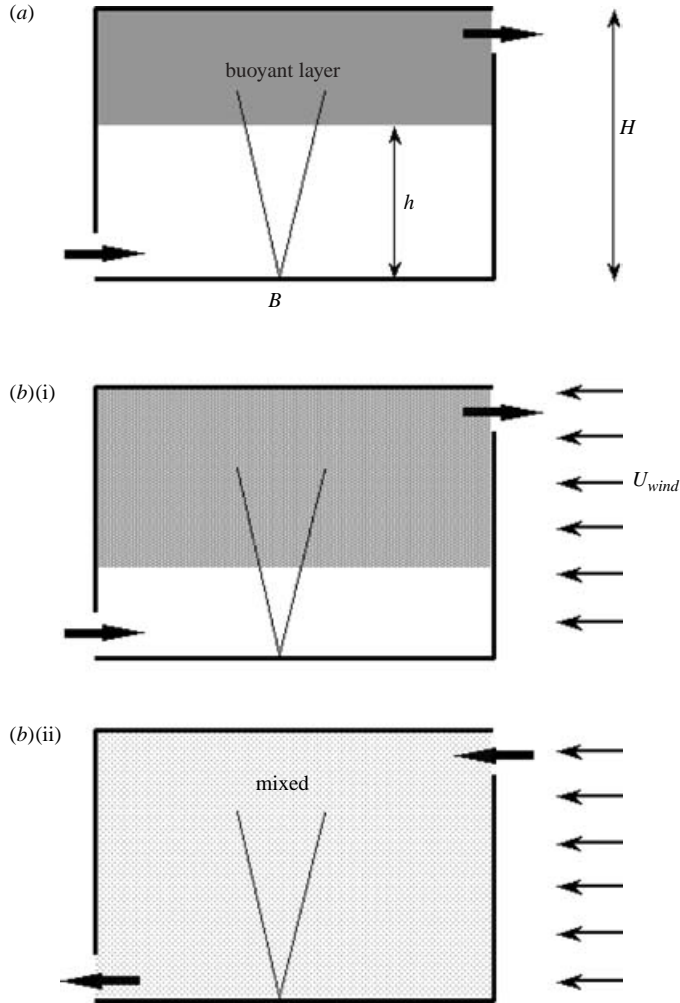 (a)
buoyant layer
H
h
B
(b)(i)
U_wind
(b)(ii)
mixed